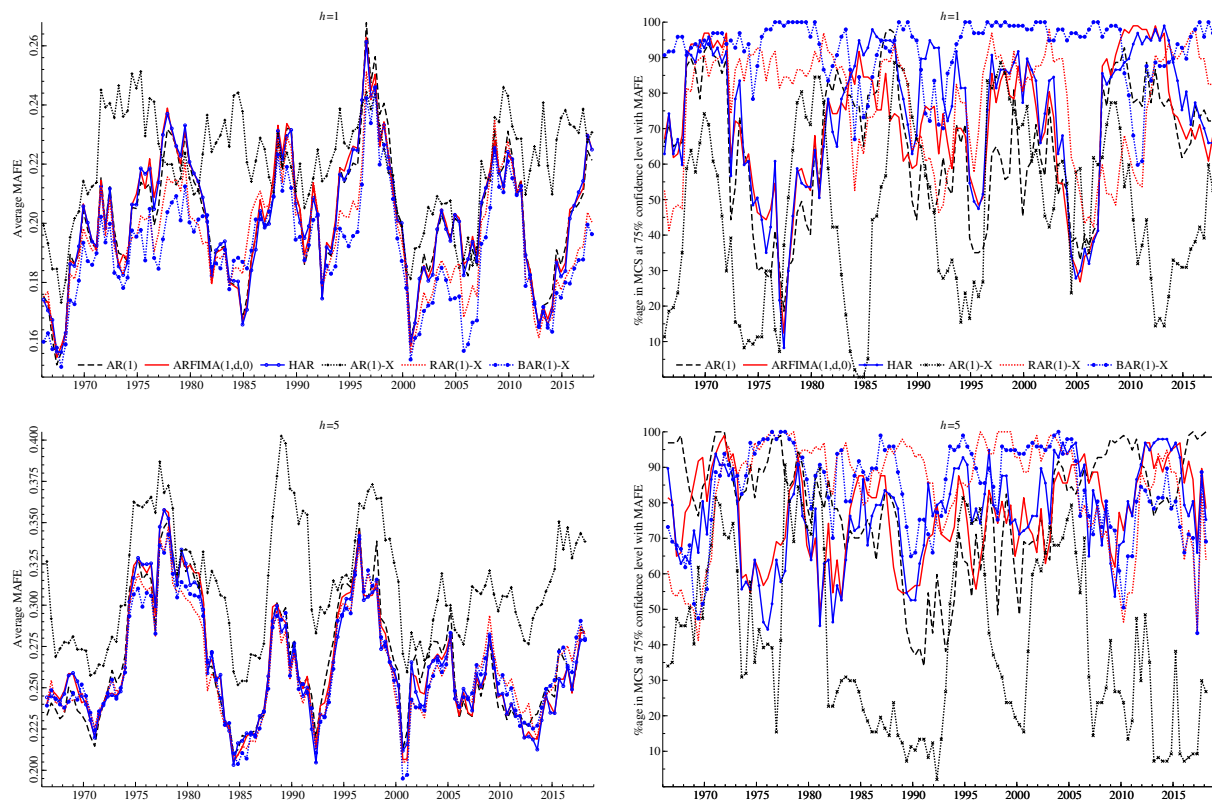 h=1
Average MAFE
0.26
0.24
0.22
0.20
0.18
0.16
AR(1) ARFIMA(1,d,0) HAR AR(1)-X RAR(1)-X BAR(1)-X
1970 1975 1980 1985 1990 1995 2000 2005 2010 2015
h=1
%age in MCS at 75% confidence level with MAFE
100
90
80
70
60
50
40
30
20
10
AR(1) ARFIMA(1,d,0) HAR AR(1)-X RAR(1)-X BAR(1)-X
1970 1975 1980 1985 1990 1995 2000 2005 2010 2015
h=5
Average MAFE
0.400
0.375
0.350
0.325
0.300
0.275
0.250
0.225
0.200
1970 1975 1980 1985 1990 1995 2000 2005 2010 2015
h=5
%age in MCS at 75% confidence level with MAFE
100
90
80
70
60
50
40
30
20
10
1970 1975 1980 1985 1990 1995 2000 2005 2010 2015